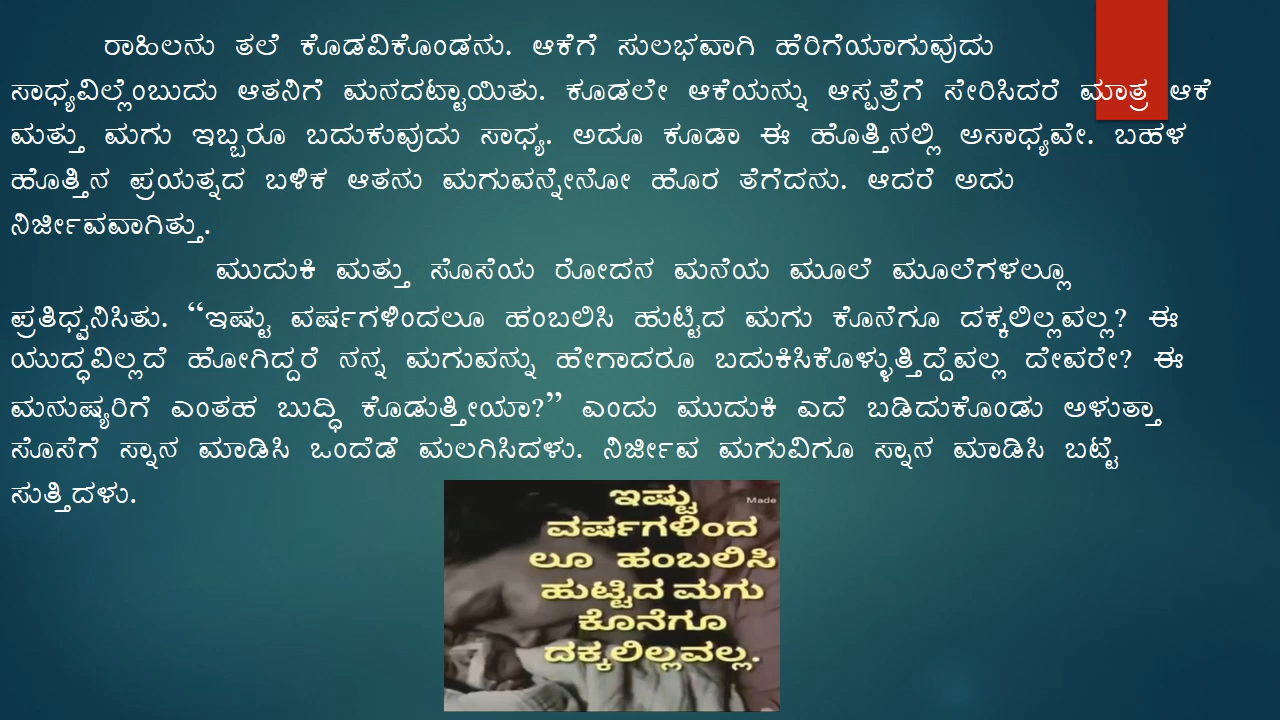 ರಾಹಿಲನು ತಲೆ ಕೊಡವಿಕೊಂಡನು. ಆಕೆಗೆ ಸುಲಭವಾಗಿ ಹೆರಿಗೆಯಾಗುವುದು
ಸಾಧ್ಯವಿಲ್ಲೆಂಬುದು ಆತನಿಗೆ ಮನದಟ್ಟಾಯಿತು. ಕೂಡಲೇ ಆಕೆಯನ್ನು ಆಸ್ಪತ್ರೆಗೆ ಸೇರಿಸಿದರೆ ಮಾತ್ರ ಆಕೆ
ಮತ್ತು ಮಗು ಇಬ್ಬರೂ ಬದುಕುವುದು ಸಾಧ್ಯ. ಅದೂ ಕೂಡಾ ಈ ಹೊತ್ತಿನಲ್ಲಿ ಅಸಾಧ್ಯವೇ. ಬಹಳ
ಹೊತ್ತಿನ ಪ್ರಯತ್ನದ ಬಳಿಕ ಆತನು ಮಗುವನ್ನೇನೋ ಹೊರ ತೆಗೆದನು. ಆದರೆ ಅದು
ನಿರ್ಜೀವವಾಗಿತ್ತು.
ಮುದುಕಿ ಮತ್ತು ಸೊಸೆಯ ರೋದನ ಮನೆಯ ಮೂಲೆ ಮೂಲೆಗಳಲ್ಲೂ
ಪ್ರತಿಧ್ವನಿಸಿತು. “ಇಷ್ಟು ವರ್ಷಗಳಿಂದಲೂ ಹಂಬಲಿಸಿ ಹುಟ್ಟಿದ ಮಗು ಕೊನೆಗೂ ದಕ್ಕಲಿಲ್ಲವಲ್ಲ? ಈ
ಯುದ್ಧವಿಲ್ಲದೆ ಹೋಗಿದ್ದರೆ ನನ್ನ ಮಗುವನ್ನು ಹೇಗಾದರೂ ಬದುಕಿಸಿಕೊಳ್ಳುತ್ತಿದ್ದೆವಲ್ಲ ದೇವರೇ? ಈ
ಮನುಷ್ಯರಿಗೆ ಎಂತಹ ಬುದ್ಧಿ ಕೊಡುತ್ತೀಯಾ?” ಎಂದು ಮುದುಕಿ ಎದೆ ಬಡಿದುಕೊಂಡು ಅಳುತ್ತಾ
ಸೊಸೆಗೆ ಸ್ನಾನ ಮಾಡಿಸಿ ಒಂದೆಡೆ ಮಲಗಿಸಿದಳು. ನಿರ್ಜೀವ ಮಗುವಿಗೂ ಸ್ನಾನ ಮಾಡಿಸಿ ಬಟ್ಟೆ
ಸುತ್ತಿದಳು.
ಇಷ್ಟು
Made
ವರ್ಷಗಳಿಂದ
ಲೂ ಹಂಬಲಿಸಿ
ಹುಟ್ಟಿದ ಮಗು
ಕೊನೆಗೂ
ದಕ್ಕಲಿಲ್ಲವಲ್ಲ.